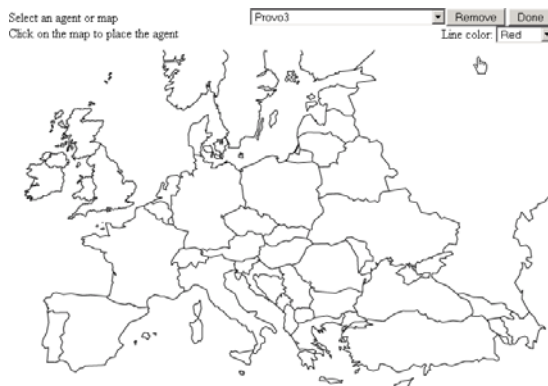 Select an agent or map Provo3 Remove Done
Click on the map to place the agent Line color: Red